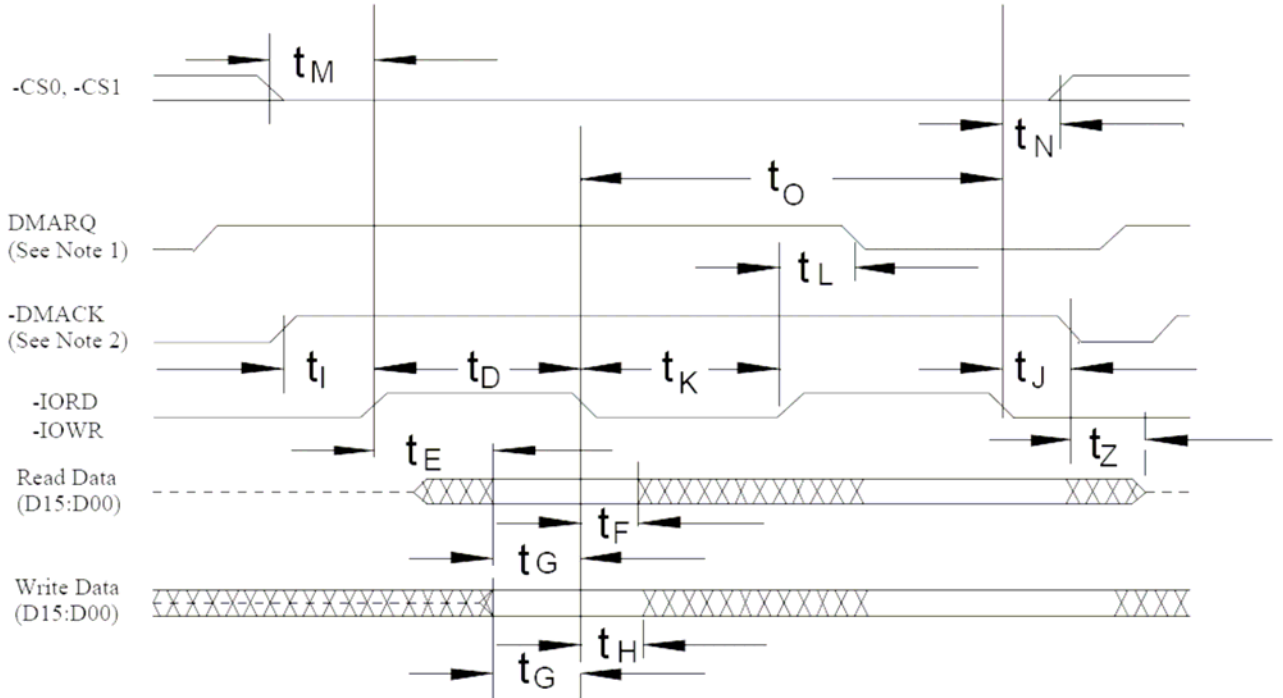 tM
-CS0, -CS1
tN
tO
DMARQ
(See Note 1)
tL
-DMACK
(See Note 2)
tI
tD
tK
tJ
-IORD
-IOWR
tE
tZ
Read Data
(D15:D00)
tF
tG
Write Data
(D15:D00)
tH
tG